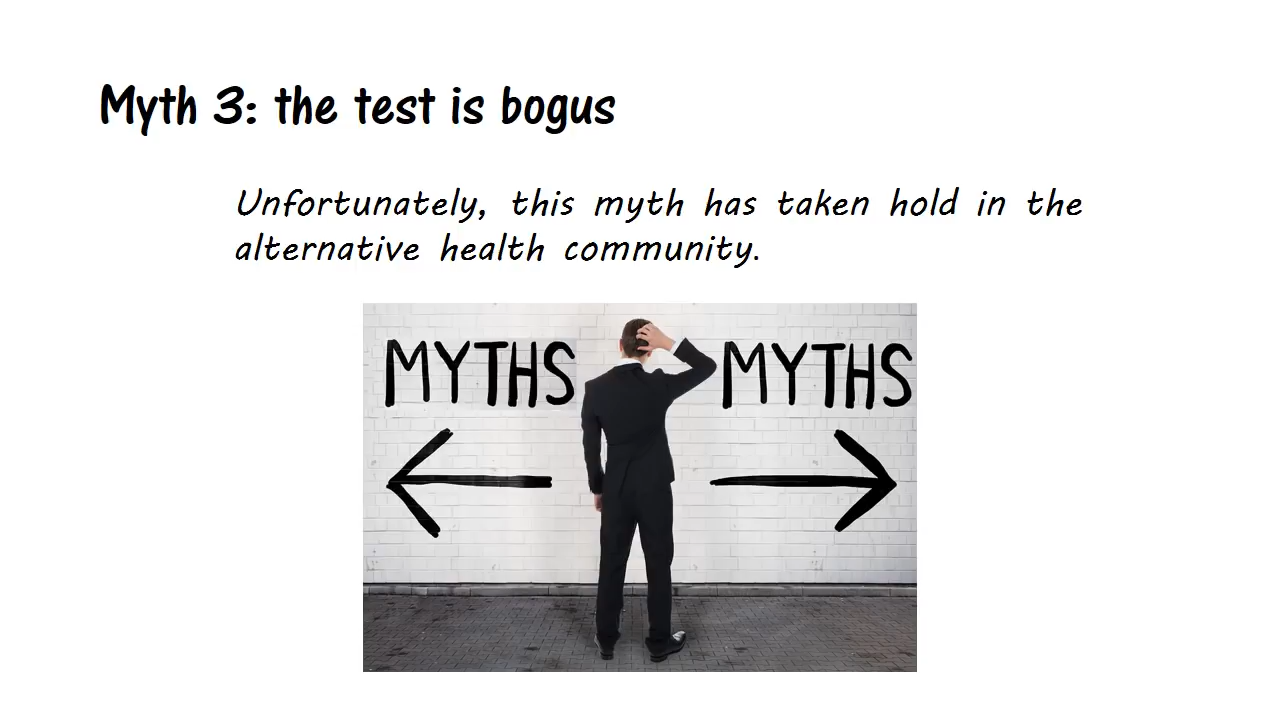 Myth 3: the test is bogus
Unfortunately, this myth has taken hold in the
alternative health community.
MYTHS MYTHS